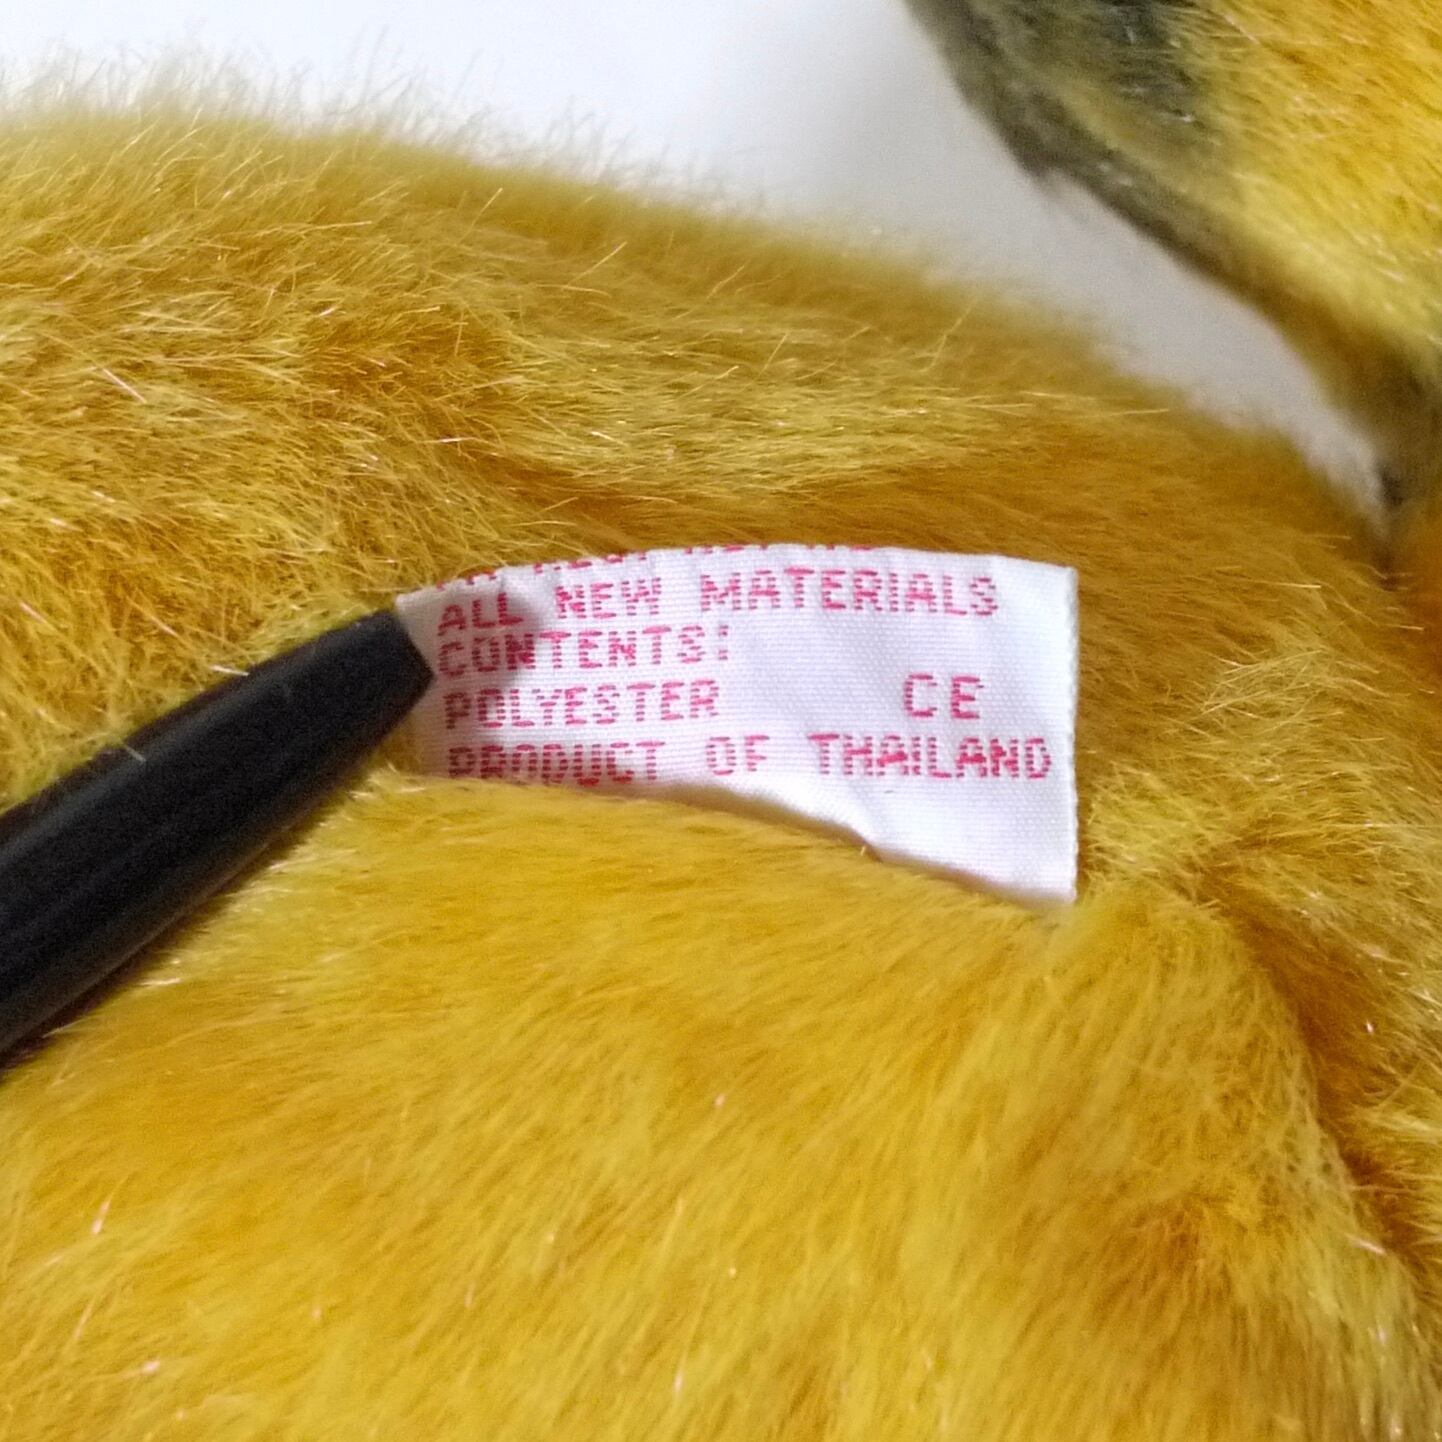 ALL NEW MATERIALS
CONTENTS:
POLYESTER CE
PRODUCT OF THAILAND